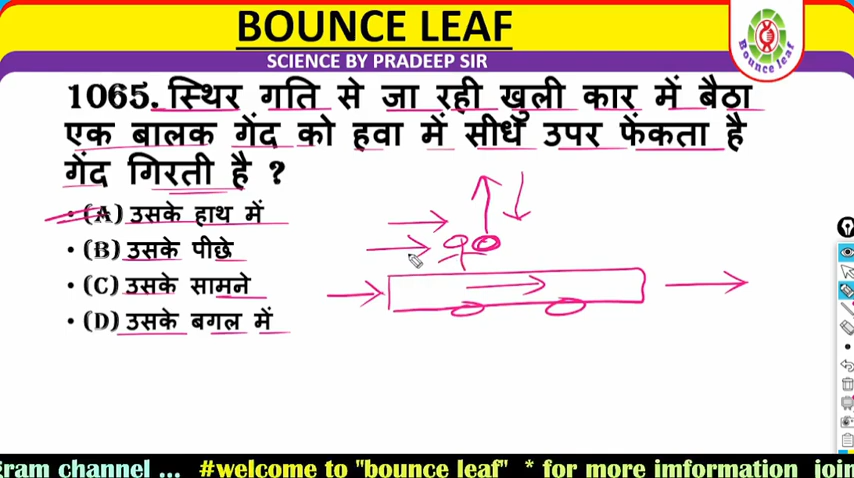 BOUNCE LEAF
SCIENCE BY PRADEEP SIR
Bounce leaf
1065. स्थिर गति से जा रही खुली कार में बैठा
एक बालक गेंद को हवा में सीधे उपर फेंकता है
गेंद गिरती है ?
• (A) उसके हाथ में
• (B) उसके पीछे
• (C) उसके सामने
• (D) उसके बगल में
gram channel ... #welcome to "bounce leaf" * for more imformation join